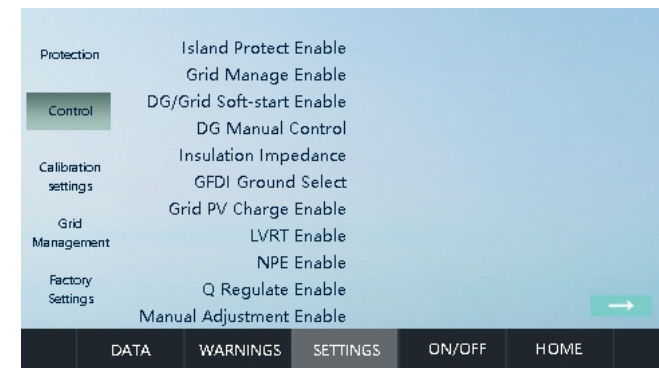 Protection
Control
Calibration
settings
Grid
Management
Factory
Settings
Island Protect Enable
Grid Manage Enable
DG/Grid Soft-start Enable
DG Manual Control
Insulation Impedance
GFDI Ground Select
Grid PV Charge Enable
LVRT Enable
NPE Enable
Q Regulate Enable
Manual Adjustment Enable
→
DATA WARNINGS SETTINGS ON/OFF HOME